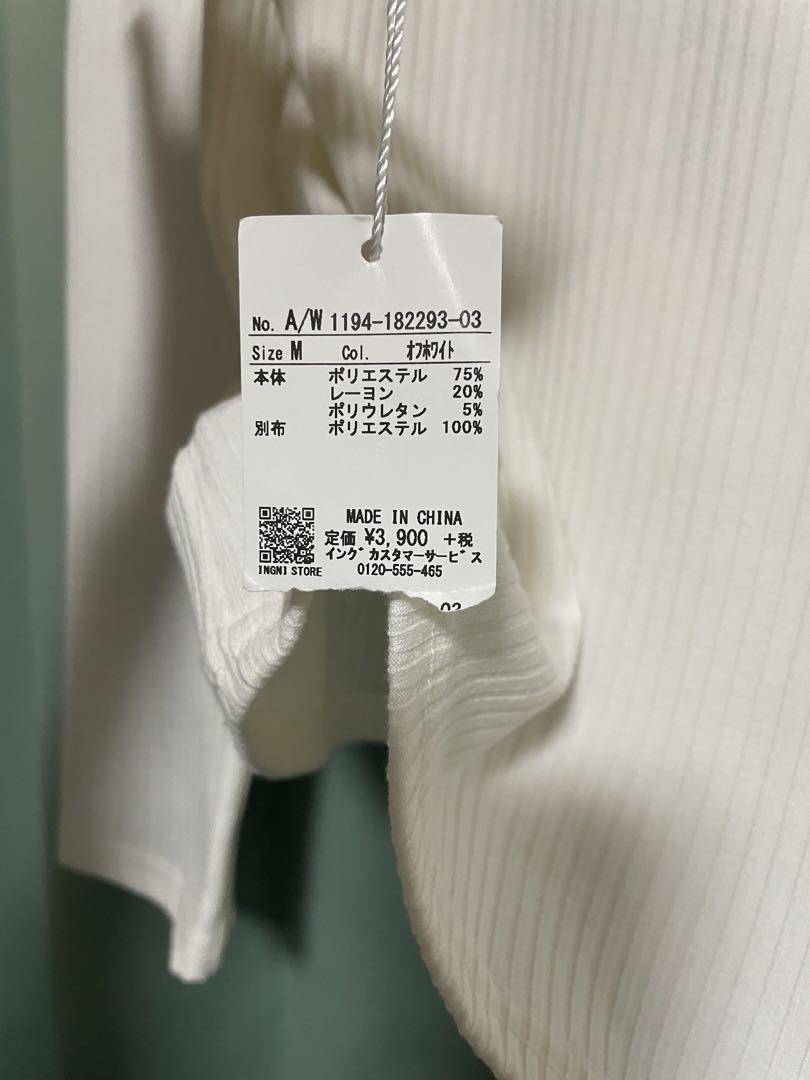 No. A/W 1194-182293-03
Size M Col. オフホワイト
本体 ポリエステル 75%
レーヨン 20%
ポリウレタン 5%
別布 ポリエステル 100%
MADE IN CHINA
定価 ¥3,900 +税
イング カスタマーサービス
INGNI STORE 0120-555-465
03